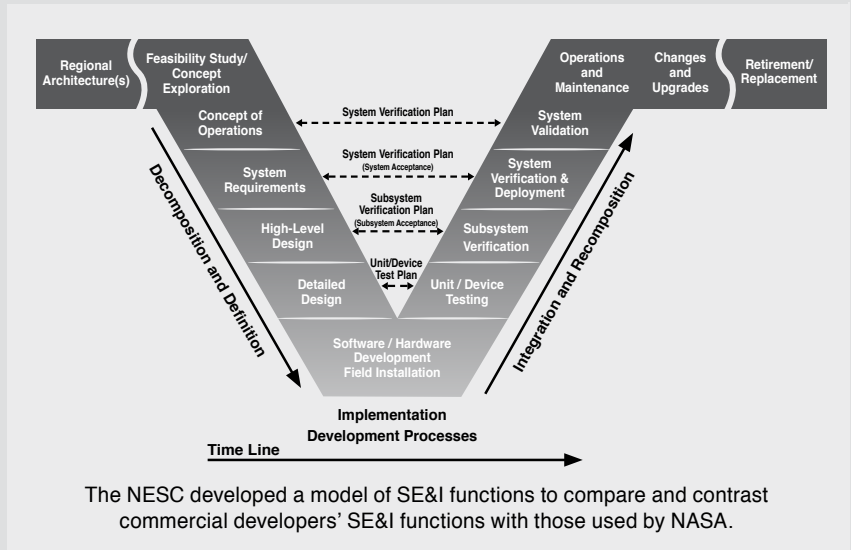 Regional
Architecture(s)
Feasibility Study/
Concept
Exploration
Operations
and
Maintenance
Changes
and
Upgrades
Retirement/
Replacement
Concept of
Operations
System Verification Plan
System
Validation
System
Requirements
System Verification Plan
(System Acceptance)
System
Verification &
Deployment
High-Level
Design
Subsystem
Verification Plan
(Subsystem Acceptance)
Subsystem
Verification
Detailed
Design
Unit/Device
Test Plan
Unit / Device
Testing
Software / Hardware
Development
Field Installation
Decomposition and Definition
Integration and Recomposition
Implementation
Development Processes
Time Line
The NESC developed a model of SE&I functions to compare and contrast
commercial developers’ SE&I functions with those used by NASA.